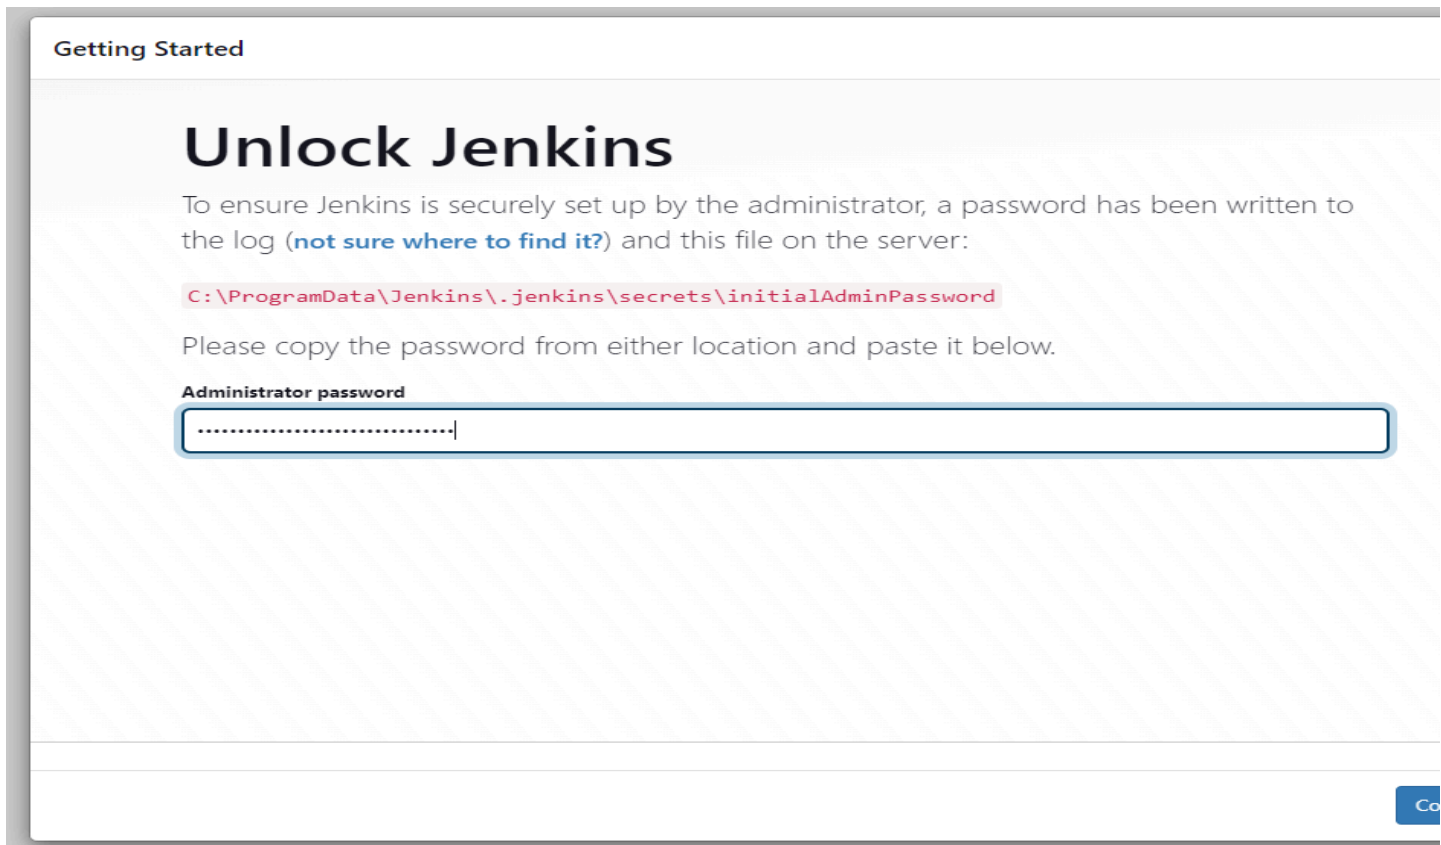 Getting Started
Unlock Jenkins
To ensure Jenkins is securely set up by the administrator, a password has been written to
the log (not sure where to find it?) and this file on the server:
C:\ProgramData\Jenkins\.jenkins\secrets\initialAdminPassword
Please copy the password from either location and paste it below.
Administrator password
Co